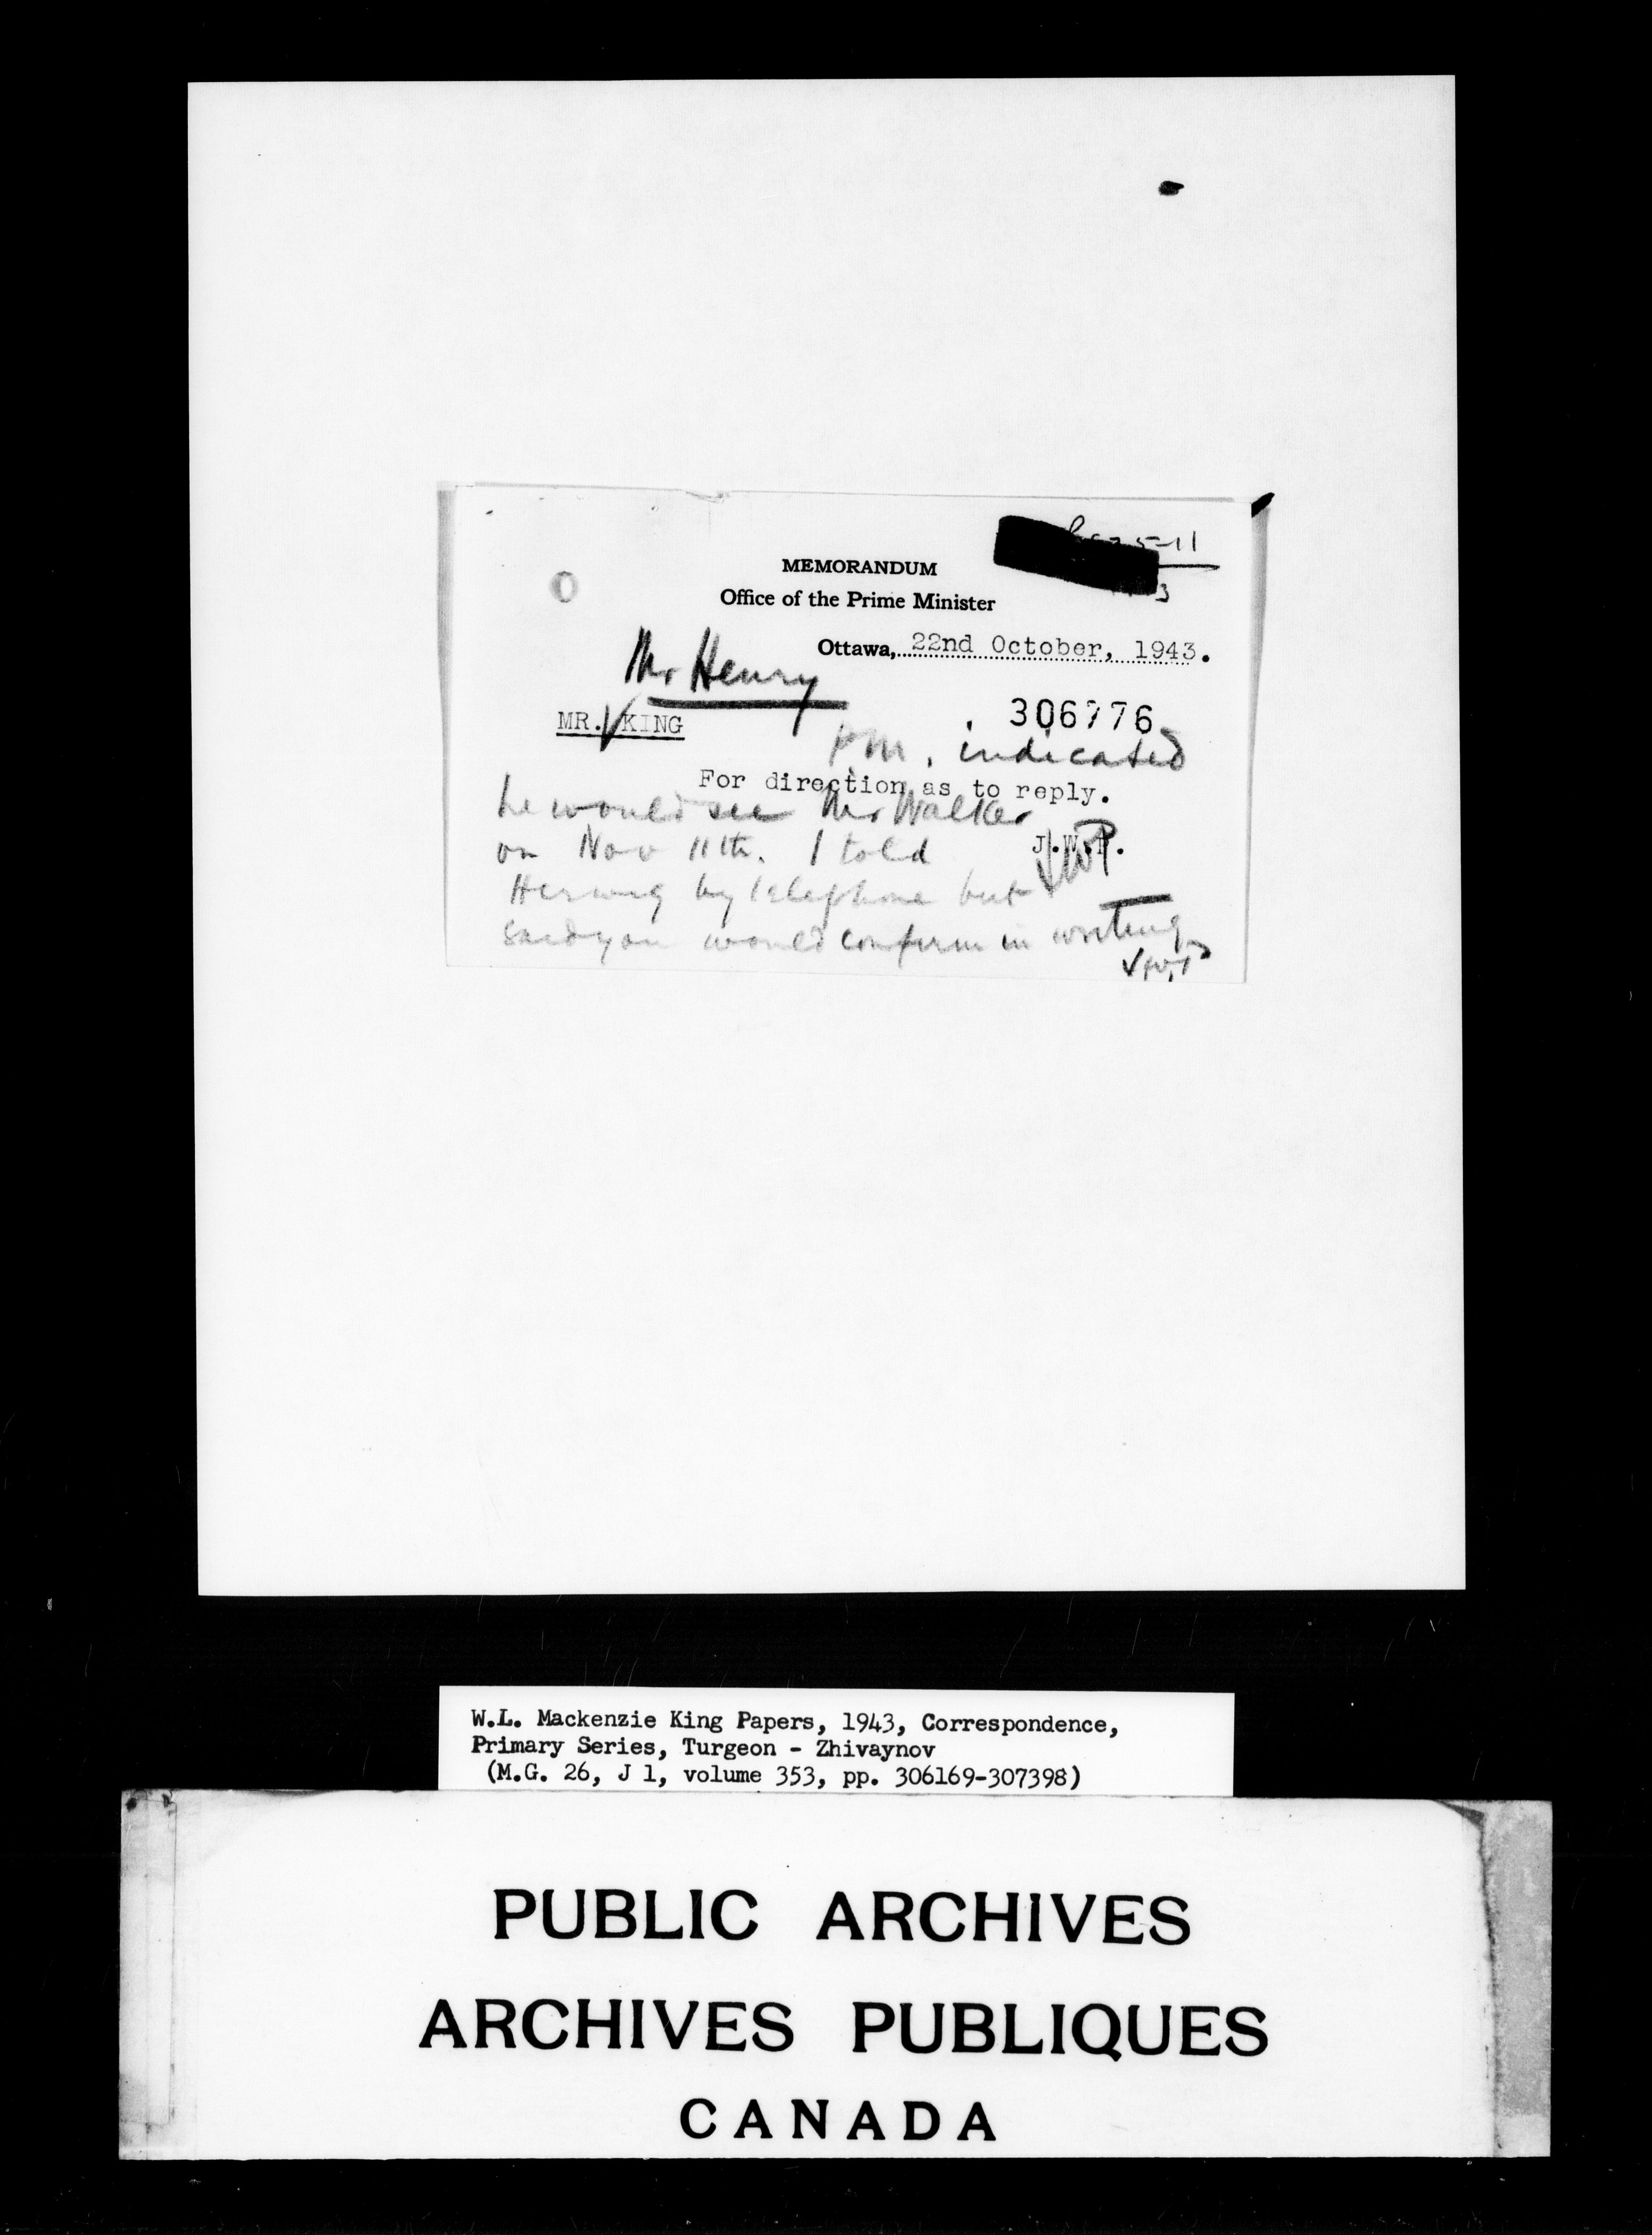 MEMORANDUM
Office of the Prime Minister
Ottawa, 22nd October, 1943.
Mr Henry
MR. KING
306776
P.M. indicated
For direction as to reply.
he would see Mr Walker
J.W.P.
on Nov 11th. I told
JWP
Herwig by telephone but
said you would confirm in writing
JWP
W.L. Mackenzie King Papers, 1943, Correspondence,
Primary Series, Turgeon - Zhivaynov
(M.G. 26, J 1, volume 353, pp. 306169-307398)
PUBLIC ARCHIVES
ARCHIVES PUBLIQUES
CANADA